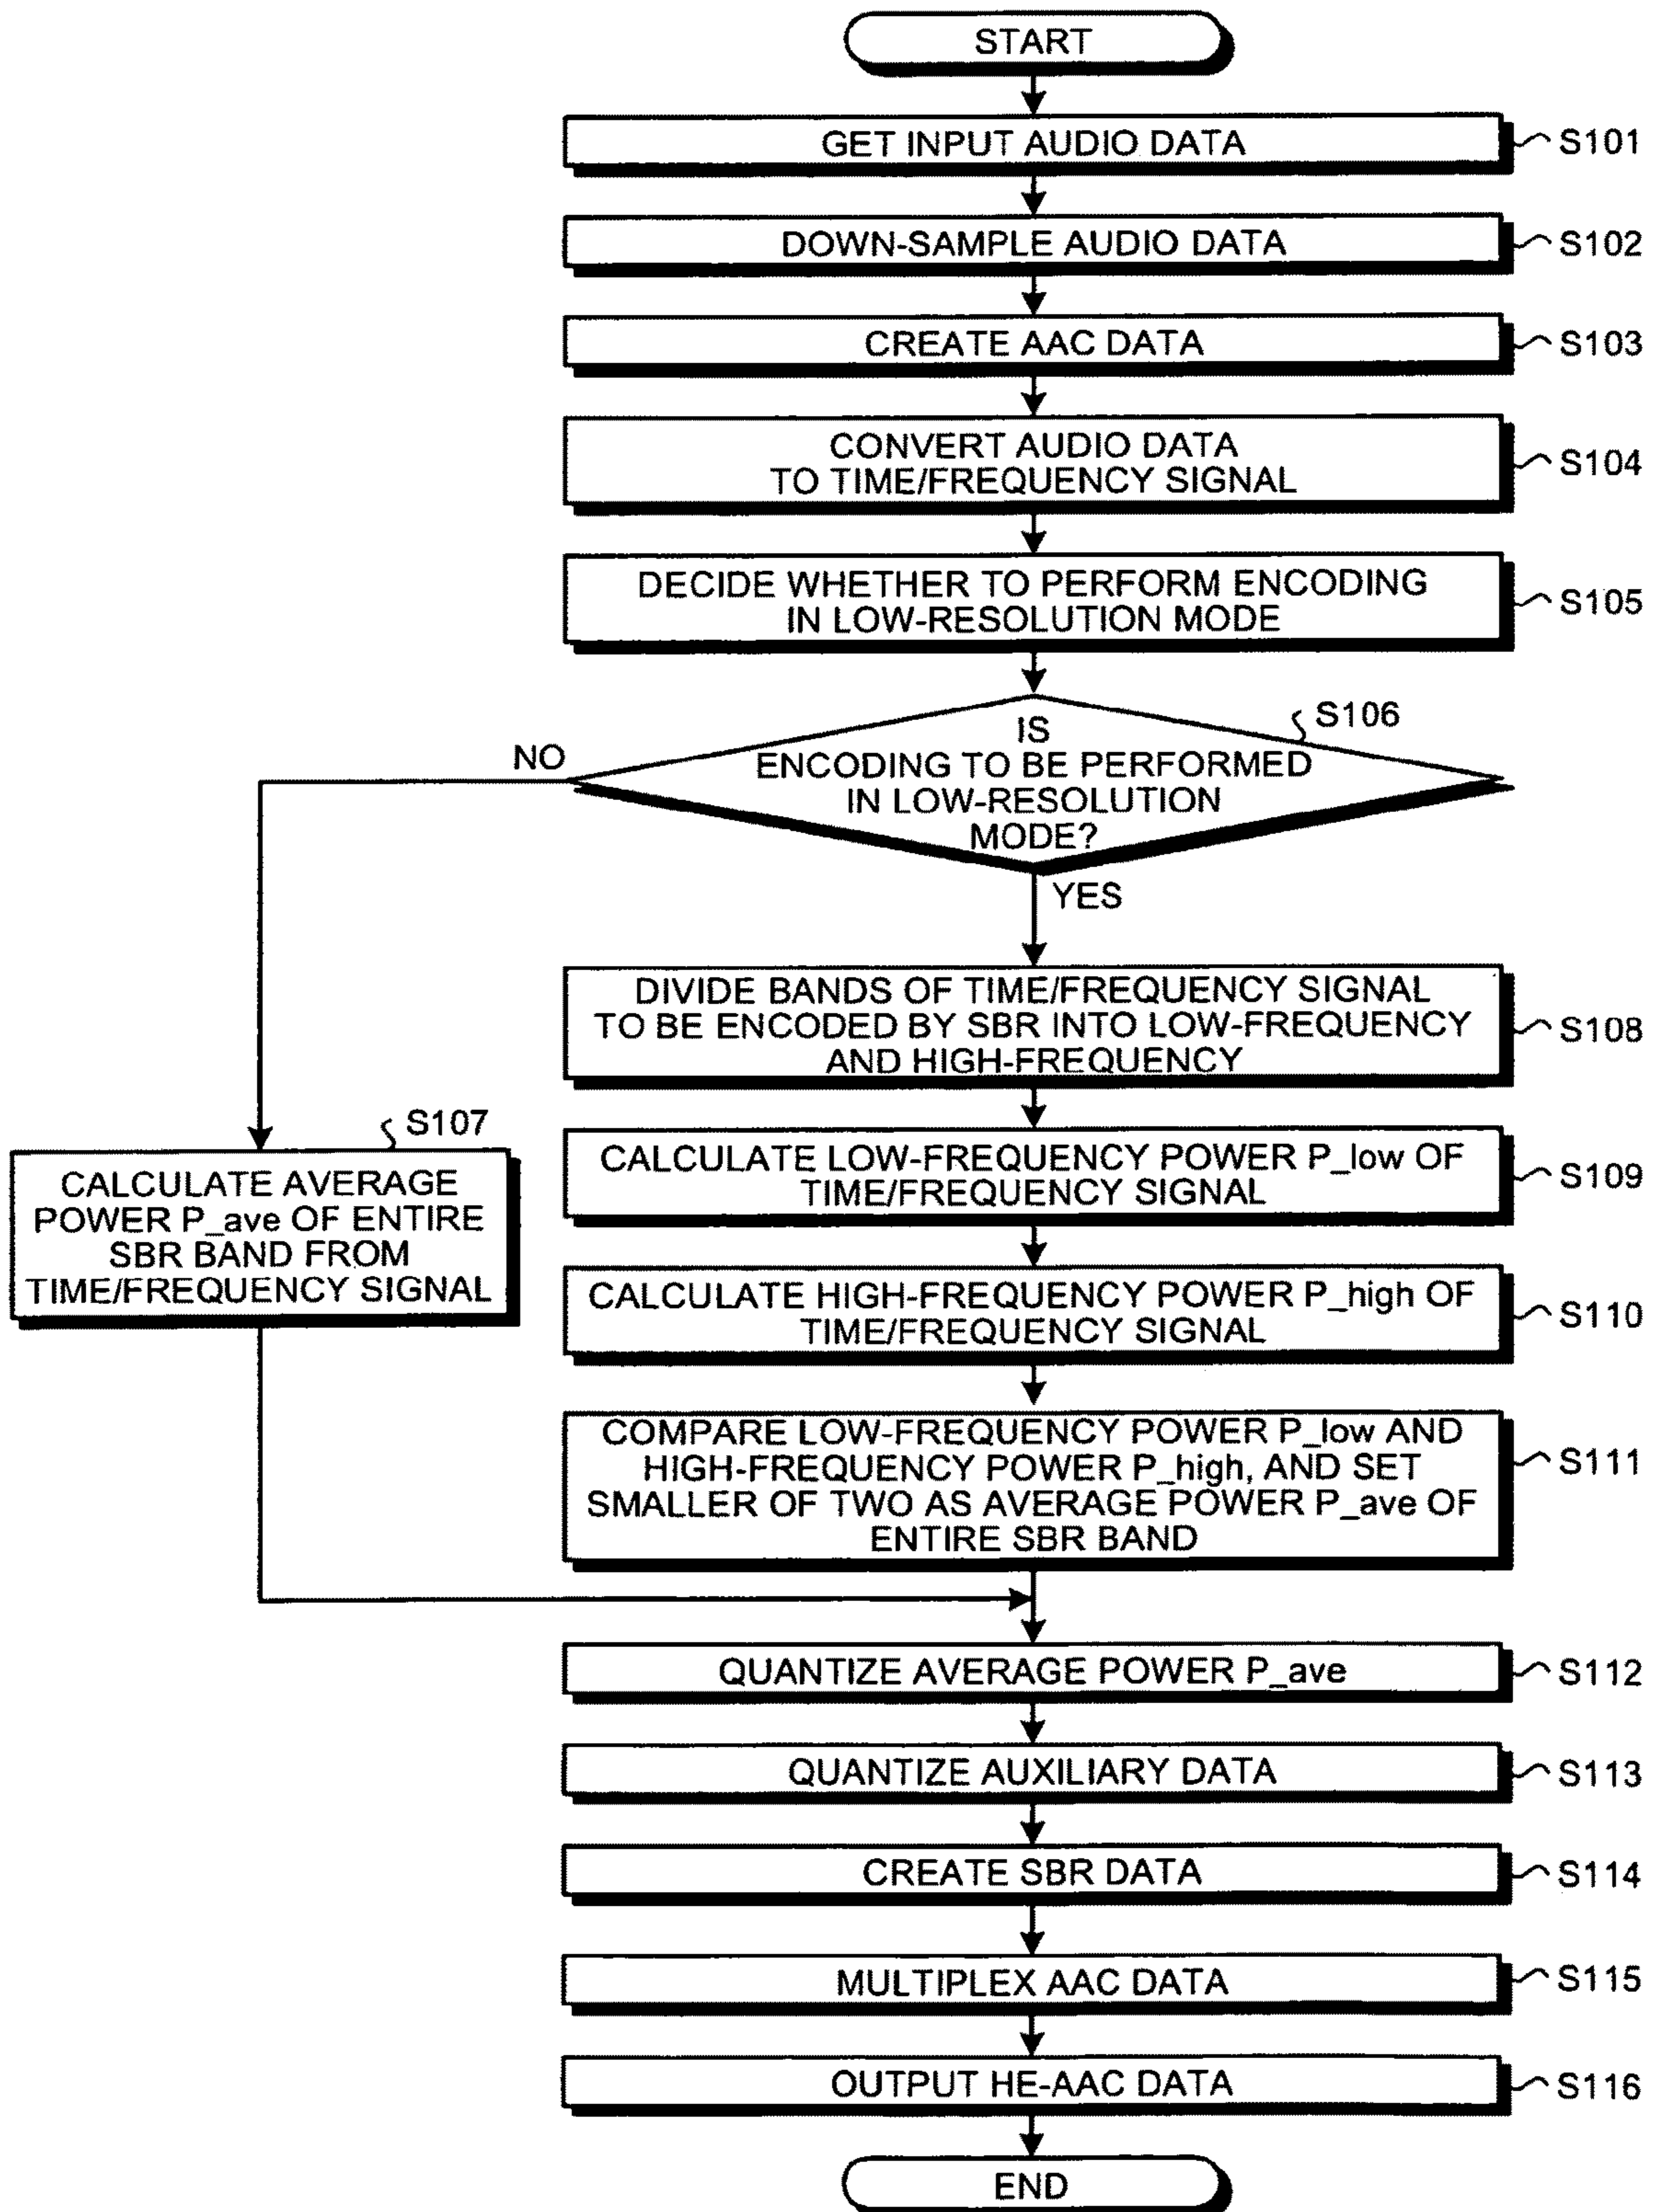 START
GET INPUT AUDIO DATA
S101
DOWN-SAMPLE AUDIO DATA
S102
CREATE AAC DATA
S103
CONVERT AUDIO DATA
TO TIME/FREQUENCY SIGNAL
S104
DECIDE WHETHER TO PERFORM ENCODING
IN LOW-RESOLUTION MODE
S105
S106
IS
ENCODING TO BE PERFORMED
IN LOW-RESOLUTION
MODE?
NO
YES
S107
CALCULATE AVERAGE
POWER P_ave OF ENTIRE
SBR BAND FROM
TIME/FREQUENCY SIGNAL
DIVIDE BANDS OF TIME/FREQUENCY SIGNAL
TO BE ENCODED BY SBR INTO LOW-FREQUENCY
AND HIGH-FREQUENCY
S108
CALCULATE LOW-FREQUENCY POWER P_low OF
TIME/FREQUENCY SIGNAL
S109
CALCULATE HIGH-FREQUENCY POWER P_high OF
TIME/FREQUENCY SIGNAL
S110
COMPARE LOW-FREQUENCY POWER P_low AND
HIGH-FREQUENCY POWER P_high, AND SET
SMALLER OF TWO AS AVERAGE POWER P_ave OF
ENTIRE SBR BAND
S111
QUANTIZE AVERAGE POWER P_ave
S112
QUANTIZE AUXILIARY DATA
S113
CREATE SBR DATA
S114
MULTIPLEX AAC DATA
S115
OUTPUT HE-AAC DATA
S116
END